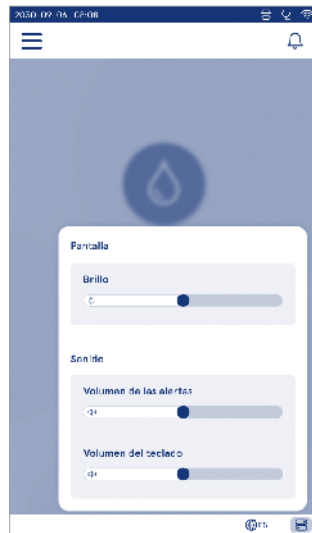 2030 09 06 02:08
Pantalla
Brillo
Sonido
Volumen de las alertas
Volumen del teclado
ES